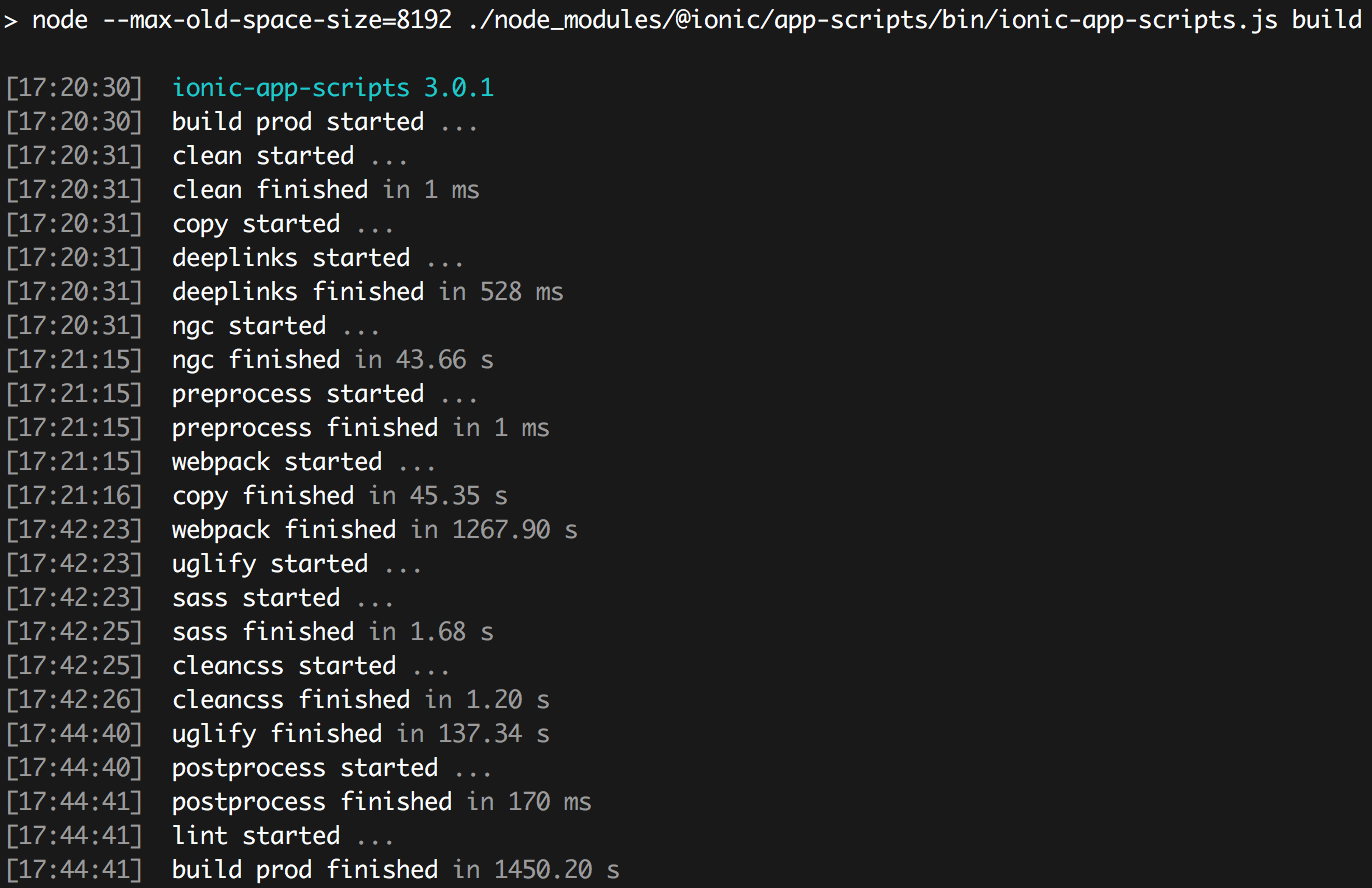 > node --max-old-space-size=8192 ./node_modules/@ionic/app-scripts/bin/ionic-app-scripts.js build
[17:20:30]  ionic-app-scripts 3.0.1
[17:20:30]  build prod started ...
[17:20:31]  clean started ...
[17:20:31]  clean finished in 1 ms
[17:20:31]  copy started ...
[17:20:31]  deeplinks started ...
[17:20:31]  deeplinks finished in 528 ms
[17:20:31]  ngc started ...
[17:21:15]  ngc finished in 43.66 s
[17:21:15]  preprocess started ...
[17:21:15]  preprocess finished in 1 ms
[17:21:15]  webpack started ...
[17:21:16]  copy finished in 45.35 s
[17:42:23]  webpack finished in 1267.90 s
[17:42:23]  uglify started ...
[17:42:23]  sass started ...
[17:42:25]  sass finished in 1.68 s
[17:42:25]  cleancss started ...
[17:42:26]  cleancss finished in 1.20 s
[17:44:40]  uglify finished in 137.34 s
[17:44:40]  postprocess started ...
[17:44:41]  postprocess finished in 170 ms
[17:44:41]  lint started ...
[17:44:41]  build prod finished in 1450.20 s